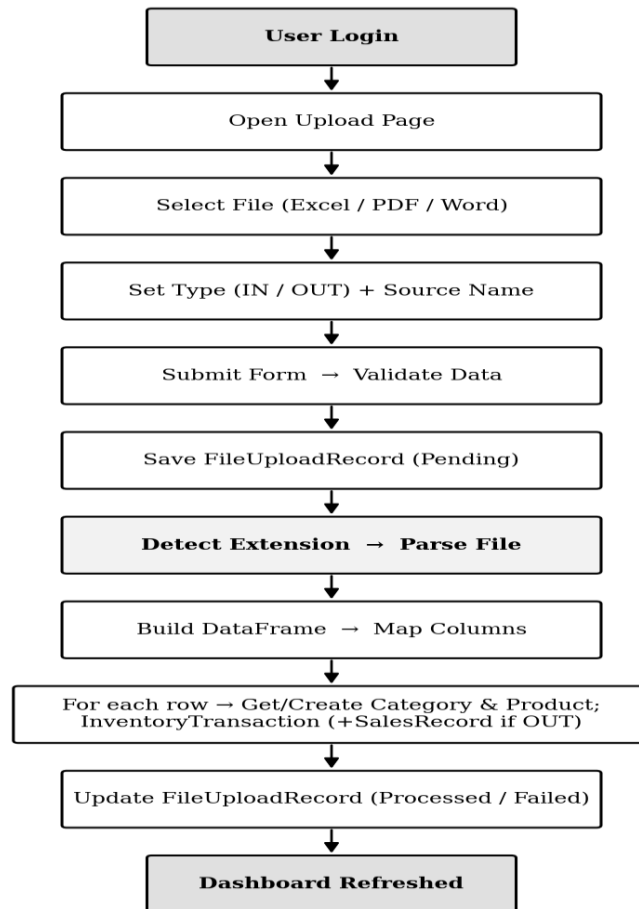 User Login
Open Upload Page
Select File (Excel / PDF / Word)
Set Type (IN / OUT) + Source Name
Submit Form → Validate Data
Save FileUploadRecord (Pending)
Detect Extension → Parse File
Build DataFrame → Map Columns
For each row → Get/Create Category & Product;
InventoryTransaction (+SalesRecord if OUT)
Update FileUploadRecord (Processed / Failed)
Dashboard Refreshed